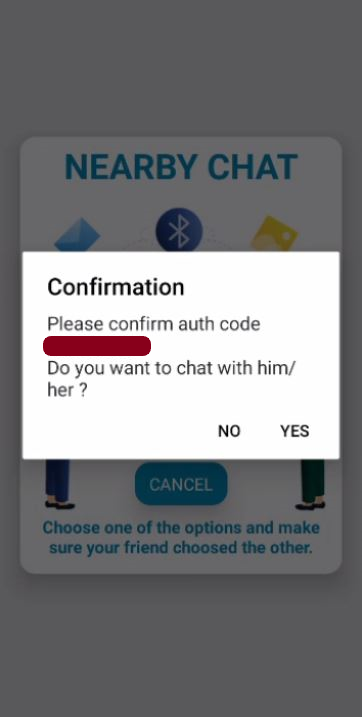 NEARBY CHAT
Confirmation
Please confirm auth code
Do you want to chat with him/
her ?
NO YES
CANCEL
Choose one of the options and make
sure your friend choosed the other.